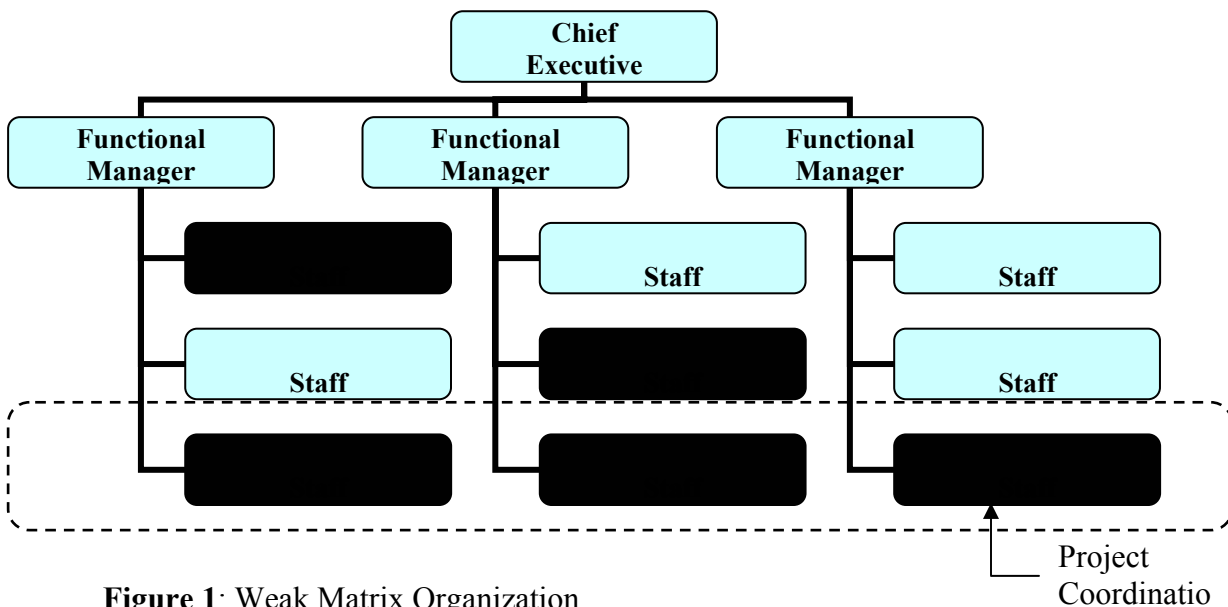 Chief
Executive
Functional
Manager
Functional
Manager
Functional
Manager
Staff
Staff
Staff
Staff
Project
Coordinatio
Figure 1: Weak Matrix Organization